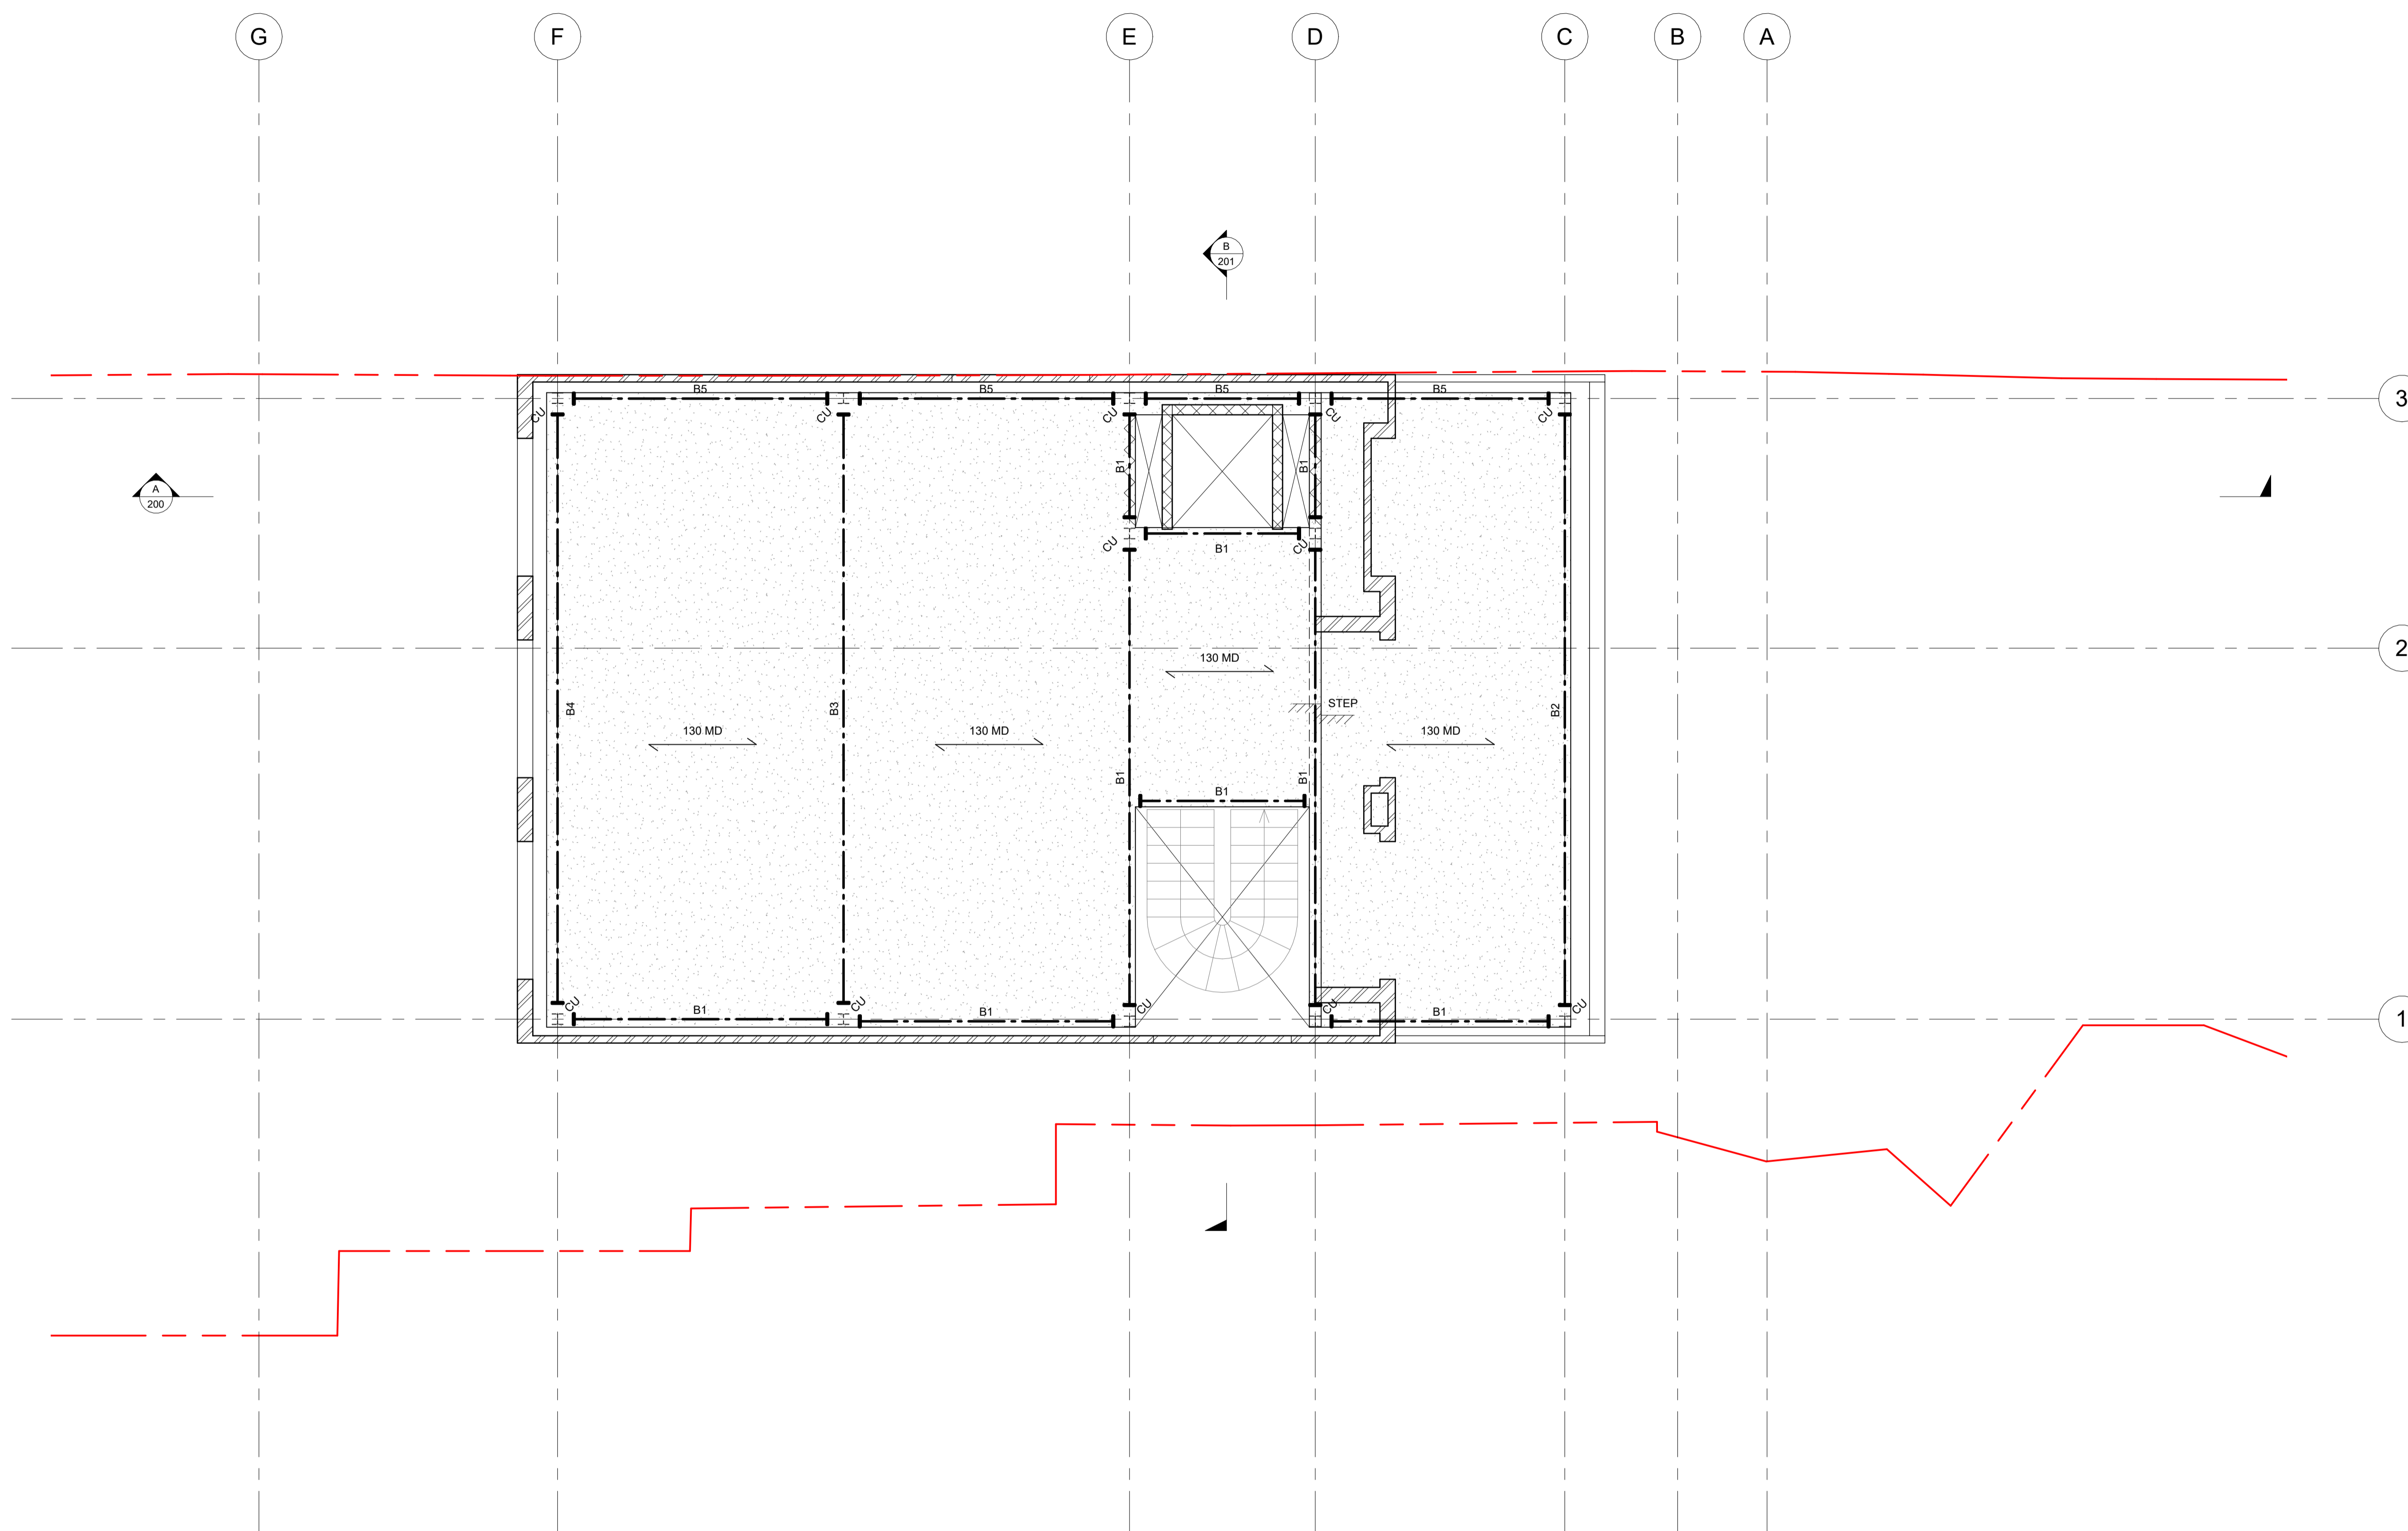 G F E D C B A
B
201
3
B5 B5 B5 B5
CU CU CU CU CU
B1 B1
A
200
CU CU
B1
2
130 MD
STEP
B4 B3 B2
130 MD 130 MD 130 MD
B1 B1
B1
CU CU CU CU CU
B1 B1 B1
1